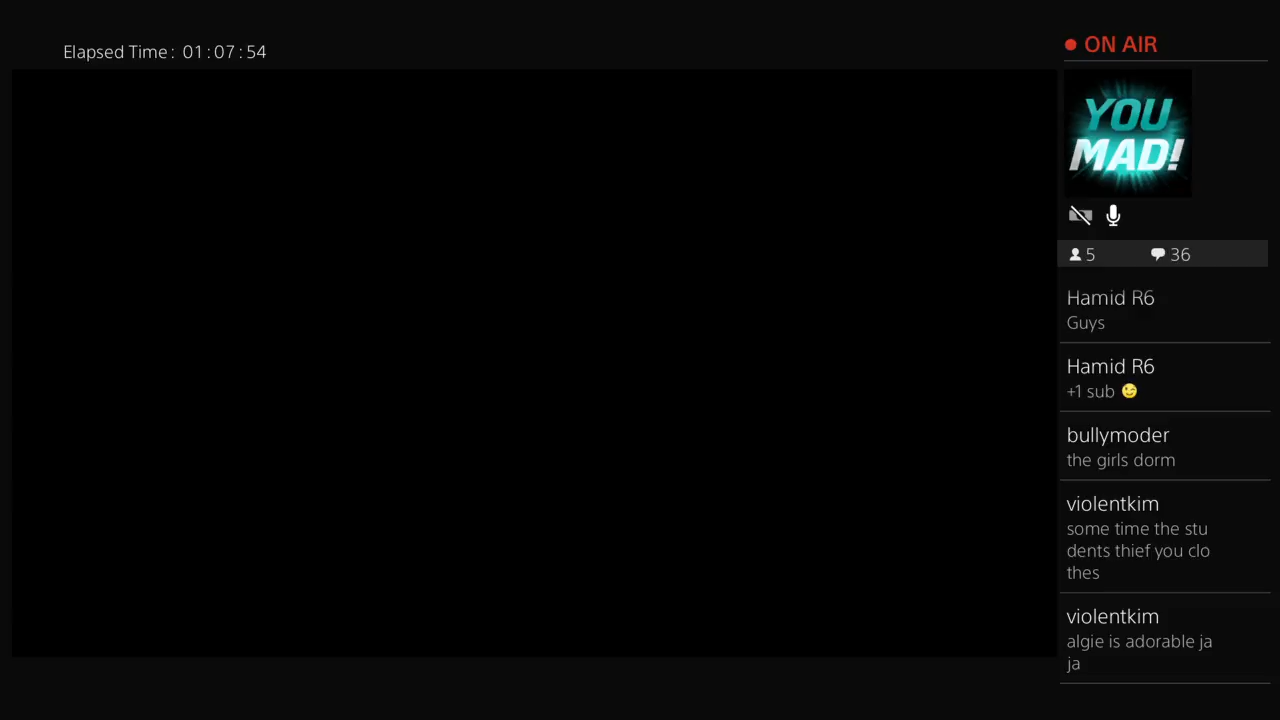 Elapsed Time: 01:07:54
ON AIR
YOU
MAD!
5
36
Hamid R6
Guys
Hamid R6
+1 sub 😉
bullymoder
the girls dorm
violentkim
some time the stu
dents thief you clo
thes
violentkim
algie is adorable ja
ja